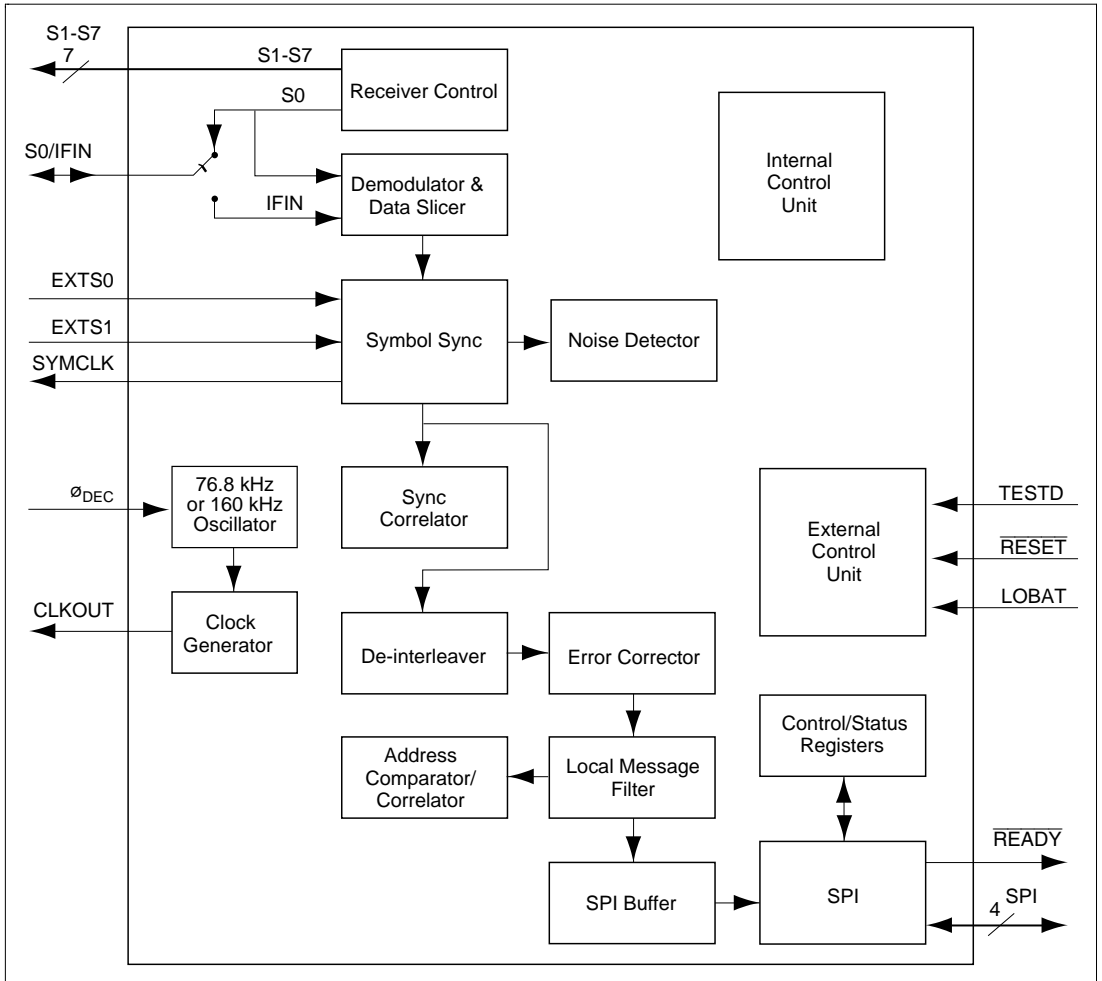 S1-S7
7
S1-S7
Receiver Control
S0
S0/IFIN
Internal
Control
Unit
Demodulator &
Data Slicer
IFIN
EXTS0
EXTS1
SYMCLK
Symbol Sync
Noise Detector
øDEC
76.8 kHz
or 160 kHz
Oscillator
Sync
Correlator
External
Control
Unit
TESTD
RESET
LOBAT
CLKOUT
Clock
Generator
De-interleaver
Error Corrector
Control/Status
Registers
Address
Comparator/
Correlator
Local Message
Filter
READY
SPI Buffer
SPI
4
SPI